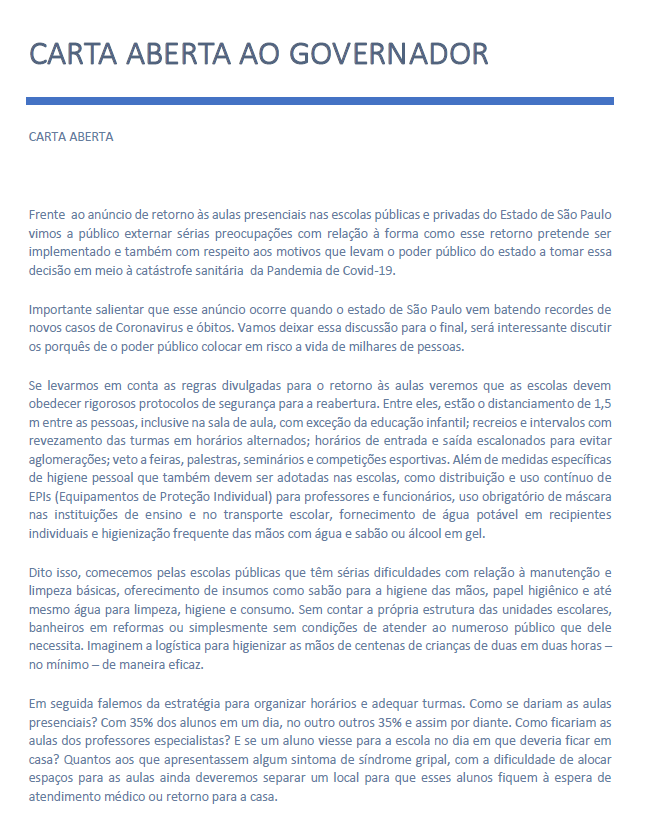 CARTA ABERTA AO GOVERNADOR
CARTA ABERTA
Frente  ao anúncio de retorno às aulas presenciais nas escolas públicas e privadas do Estado de São Paulo
vimos a público externar sérias preocupações com relação à forma como esse retorno pretende ser
implementado e também com respeito aos motivos que levam o poder público do estado a tomar essa
decisão em meio à catástrofe sanitária  da Pandemia de Covid-19.
Importante salientar que esse anúncio ocorre quando o estado de São Paulo vem batendo recordes de
novos casos de Coronavirus e óbitos. Vamos deixar essa discussão para o final, será interessante discutir
os porquês de o poder público colocar em risco a vida de milhares de pessoas.
Se levarmos em conta as regras divulgadas para o retorno às aulas veremos que as escolas devem
obedecer rigorosos protocolos de segurança para a reabertura. Entre eles, estão o distanciamento de 1,5
m entre as pessoas, inclusive na sala de aula, com exceção da educação infantil; recreios e intervalos com
revezamento das turmas em horários alternados; horários de entrada e saída escalonados para evitar
aglomerações; veto a feiras, palestras, seminários e competições esportivas. Além de medidas específicas
de higiene pessoal que também devem ser adotadas nas escolas, como distribuição e uso contínuo de
EPIs (Equipamentos de Proteção Individual) para professores e funcionários, uso obrigatório de máscara
nas instituições de ensino e no transporte escolar, fornecimento de água potável em recipientes
individuais e higienização frequente das mãos com água e sabão ou álcool em gel.
Dito isso, comecemos pelas escolas públicas que têm sérias dificuldades com relação à manutenção e
limpeza básicas, oferecimento de insumos como sabão para a higiene das mãos, papel higiênico e até
mesmo água para limpeza, higiene e consumo. Sem contar a própria estrutura das unidades escolares,
banheiros em reformas ou simplesmente sem condições de atender ao numeroso público que dele
necessita. Imaginem a logística para higienizar as mãos de centenas de crianças de duas em duas horas –
no mínimo – de maneira eficaz.
Em seguida falemos da estratégia para organizar horários e adequar turmas. Como se dariam as aulas
presenciais? Com 35% dos alunos em um dia, no outro outros 35% e assim por diante. Como ficariam as
aulas dos professores especialistas? E se um aluno viesse para a escola no dia em que deveria ficar em
casa? Quantos aos que apresentassem algum sintoma de síndrome gripal, com a dificuldade de alocar
espaços para as aulas ainda deveremos separar um local para que esses alunos fiquem à espera de
atendimento médico ou retorno para a casa.